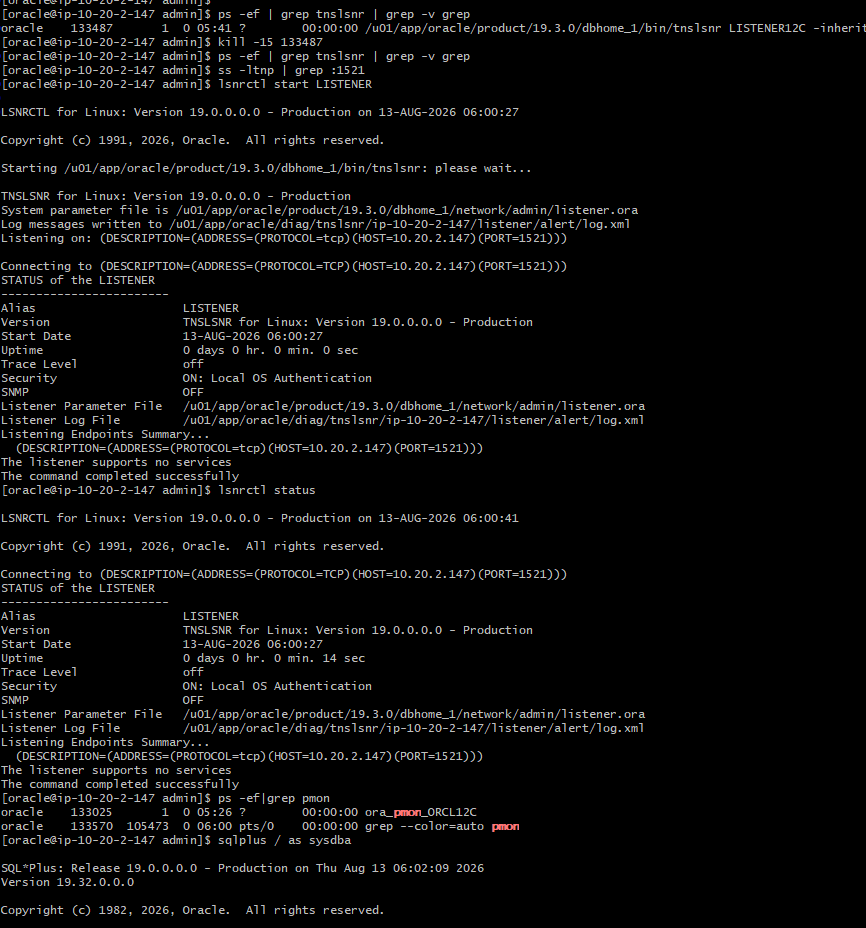 [oracle@ip-10-20-2-147 admin]$
[oracle@ip-10-20-2-147 admin]$ ps -ef | grep tnslsnr | grep -v grep
oracle    133487       1  0 05:41 ?        00:00:00 /u01/app/oracle/product/19.3.0/dbhome_1/bin/tnslsnr LISTENER12C -inherit
[oracle@ip-10-20-2-147 admin]$ kill -15 133487
[oracle@ip-10-20-2-147 admin]$ ps -ef | grep tnslsnr | grep -v grep
[oracle@ip-10-20-2-147 admin]$ ss -ltnp | grep :1521
[oracle@ip-10-20-2-147 admin]$ lsnrctl start LISTENER

LSNRCTL for Linux: Version 19.0.0.0.0 - Production on 13-AUG-2026 06:00:27

Copyright (c) 1991, 2026, Oracle.  All rights reserved.

Starting /u01/app/oracle/product/19.3.0/dbhome_1/bin/tnslsnr: please wait...

TNSLSNR for Linux: Version 19.0.0.0.0 - Production
System parameter file is /u01/app/oracle/product/19.3.0/dbhome_1/network/admin/listener.ora
Log messages written to /u01/app/oracle/diag/tnslsnr/ip-10-20-2-147/listener/alert/log.xml
Listening on: (DESCRIPTION=(ADDRESS=(PROTOCOL=tcp)(HOST=10.20.2.147)(PORT=1521)))

Connecting to (DESCRIPTION=(ADDRESS=(PROTOCOL=TCP)(HOST=10.20.2.147)(PORT=1521)))
STATUS of the LISTENER
------------------------
Alias                     LISTENER
Version                   TNSLSNR for Linux: Version 19.0.0.0.0 - Production
Start Date                13-AUG-2026 06:00:27
Uptime                    0 days 0 hr. 0 min. 0 sec
Trace Level               off
Security                  ON: Local OS Authentication
SNMP                      OFF
Listener Parameter File   /u01/app/oracle/product/19.3.0/dbhome_1/network/admin/listener.ora
Listener Log File         /u01/app/oracle/diag/tnslsnr/ip-10-20-2-147/listener/alert/log.xml
Listening Endpoints Summary...
  (DESCRIPTION=(ADDRESS=(PROTOCOL=tcp)(HOST=10.20.2.147)(PORT=1521)))
The listener supports no services
The command completed successfully
[oracle@ip-10-20-2-147 admin]$ lsnrctl status

LSNRCTL for Linux: Version 19.0.0.0.0 - Production on 13-AUG-2026 06:00:41

Copyright (c) 1991, 2026, Oracle.  All rights reserved.

Connecting to (DESCRIPTION=(ADDRESS=(PROTOCOL=TCP)(HOST=10.20.2.147)(PORT=1521)))
STATUS of the LISTENER
------------------------
Alias                     LISTENER
Version                   TNSLSNR for Linux: Version 19.0.0.0.0 - Production
Start Date                13-AUG-2026 06:00:27
Uptime                    0 days 0 hr. 0 min. 14 sec
Trace Level               off
Security                  ON: Local OS Authentication
SNMP                      OFF
Listener Parameter File   /u01/app/oracle/product/19.3.0/dbhome_1/network/admin/listener.ora
Listener Log File         /u01/app/oracle/diag/tnslsnr/ip-10-20-2-147/listener/alert/log.xml
Listening Endpoints Summary...
  (DESCRIPTION=(ADDRESS=(PROTOCOL=tcp)(HOST=10.20.2.147)(PORT=1521)))
The listener supports no services
The command completed successfully
[oracle@ip-10-20-2-147 admin]$ ps -ef|grep pmon
oracle    133025       1  0 05:26 ?        00:00:00 ora_pmon_ORCL12C
oracle    133570  105473  0 06:00 pts/0    00:00:00 grep --color=auto pmon
[oracle@ip-10-20-2-147 admin]$ sqlplus / as sysdba

SQL*Plus: Release 19.0.0.0.0 - Production on Thu Aug 13 06:02:09 2026
Version 19.32.0.0.0

Copyright (c) 1982, 2026, Oracle.  All rights reserved.